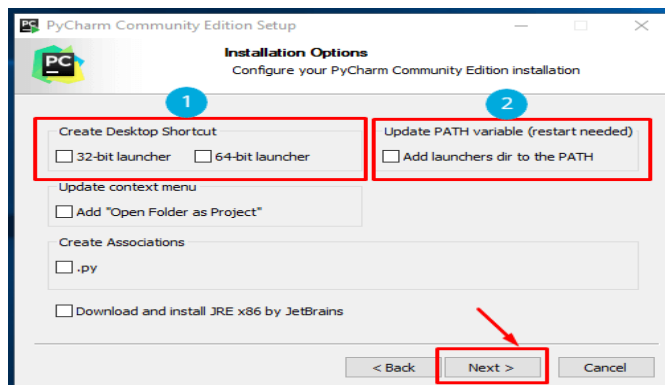 PC PyCharm Community Edition Setup
PC
Installation Options
Configure your PyCharm Community Edition installation
1
2
Create Desktop Shortcut
Update PATH variable (restart needed)
32-bit launcher 64-bit launcher
Add launchers dir to the PATH
Update context menu
Add "Open Folder as Project"
Create Associations
.py
Download and install JRE x86 by JetBrains
< Back Next > Cancel